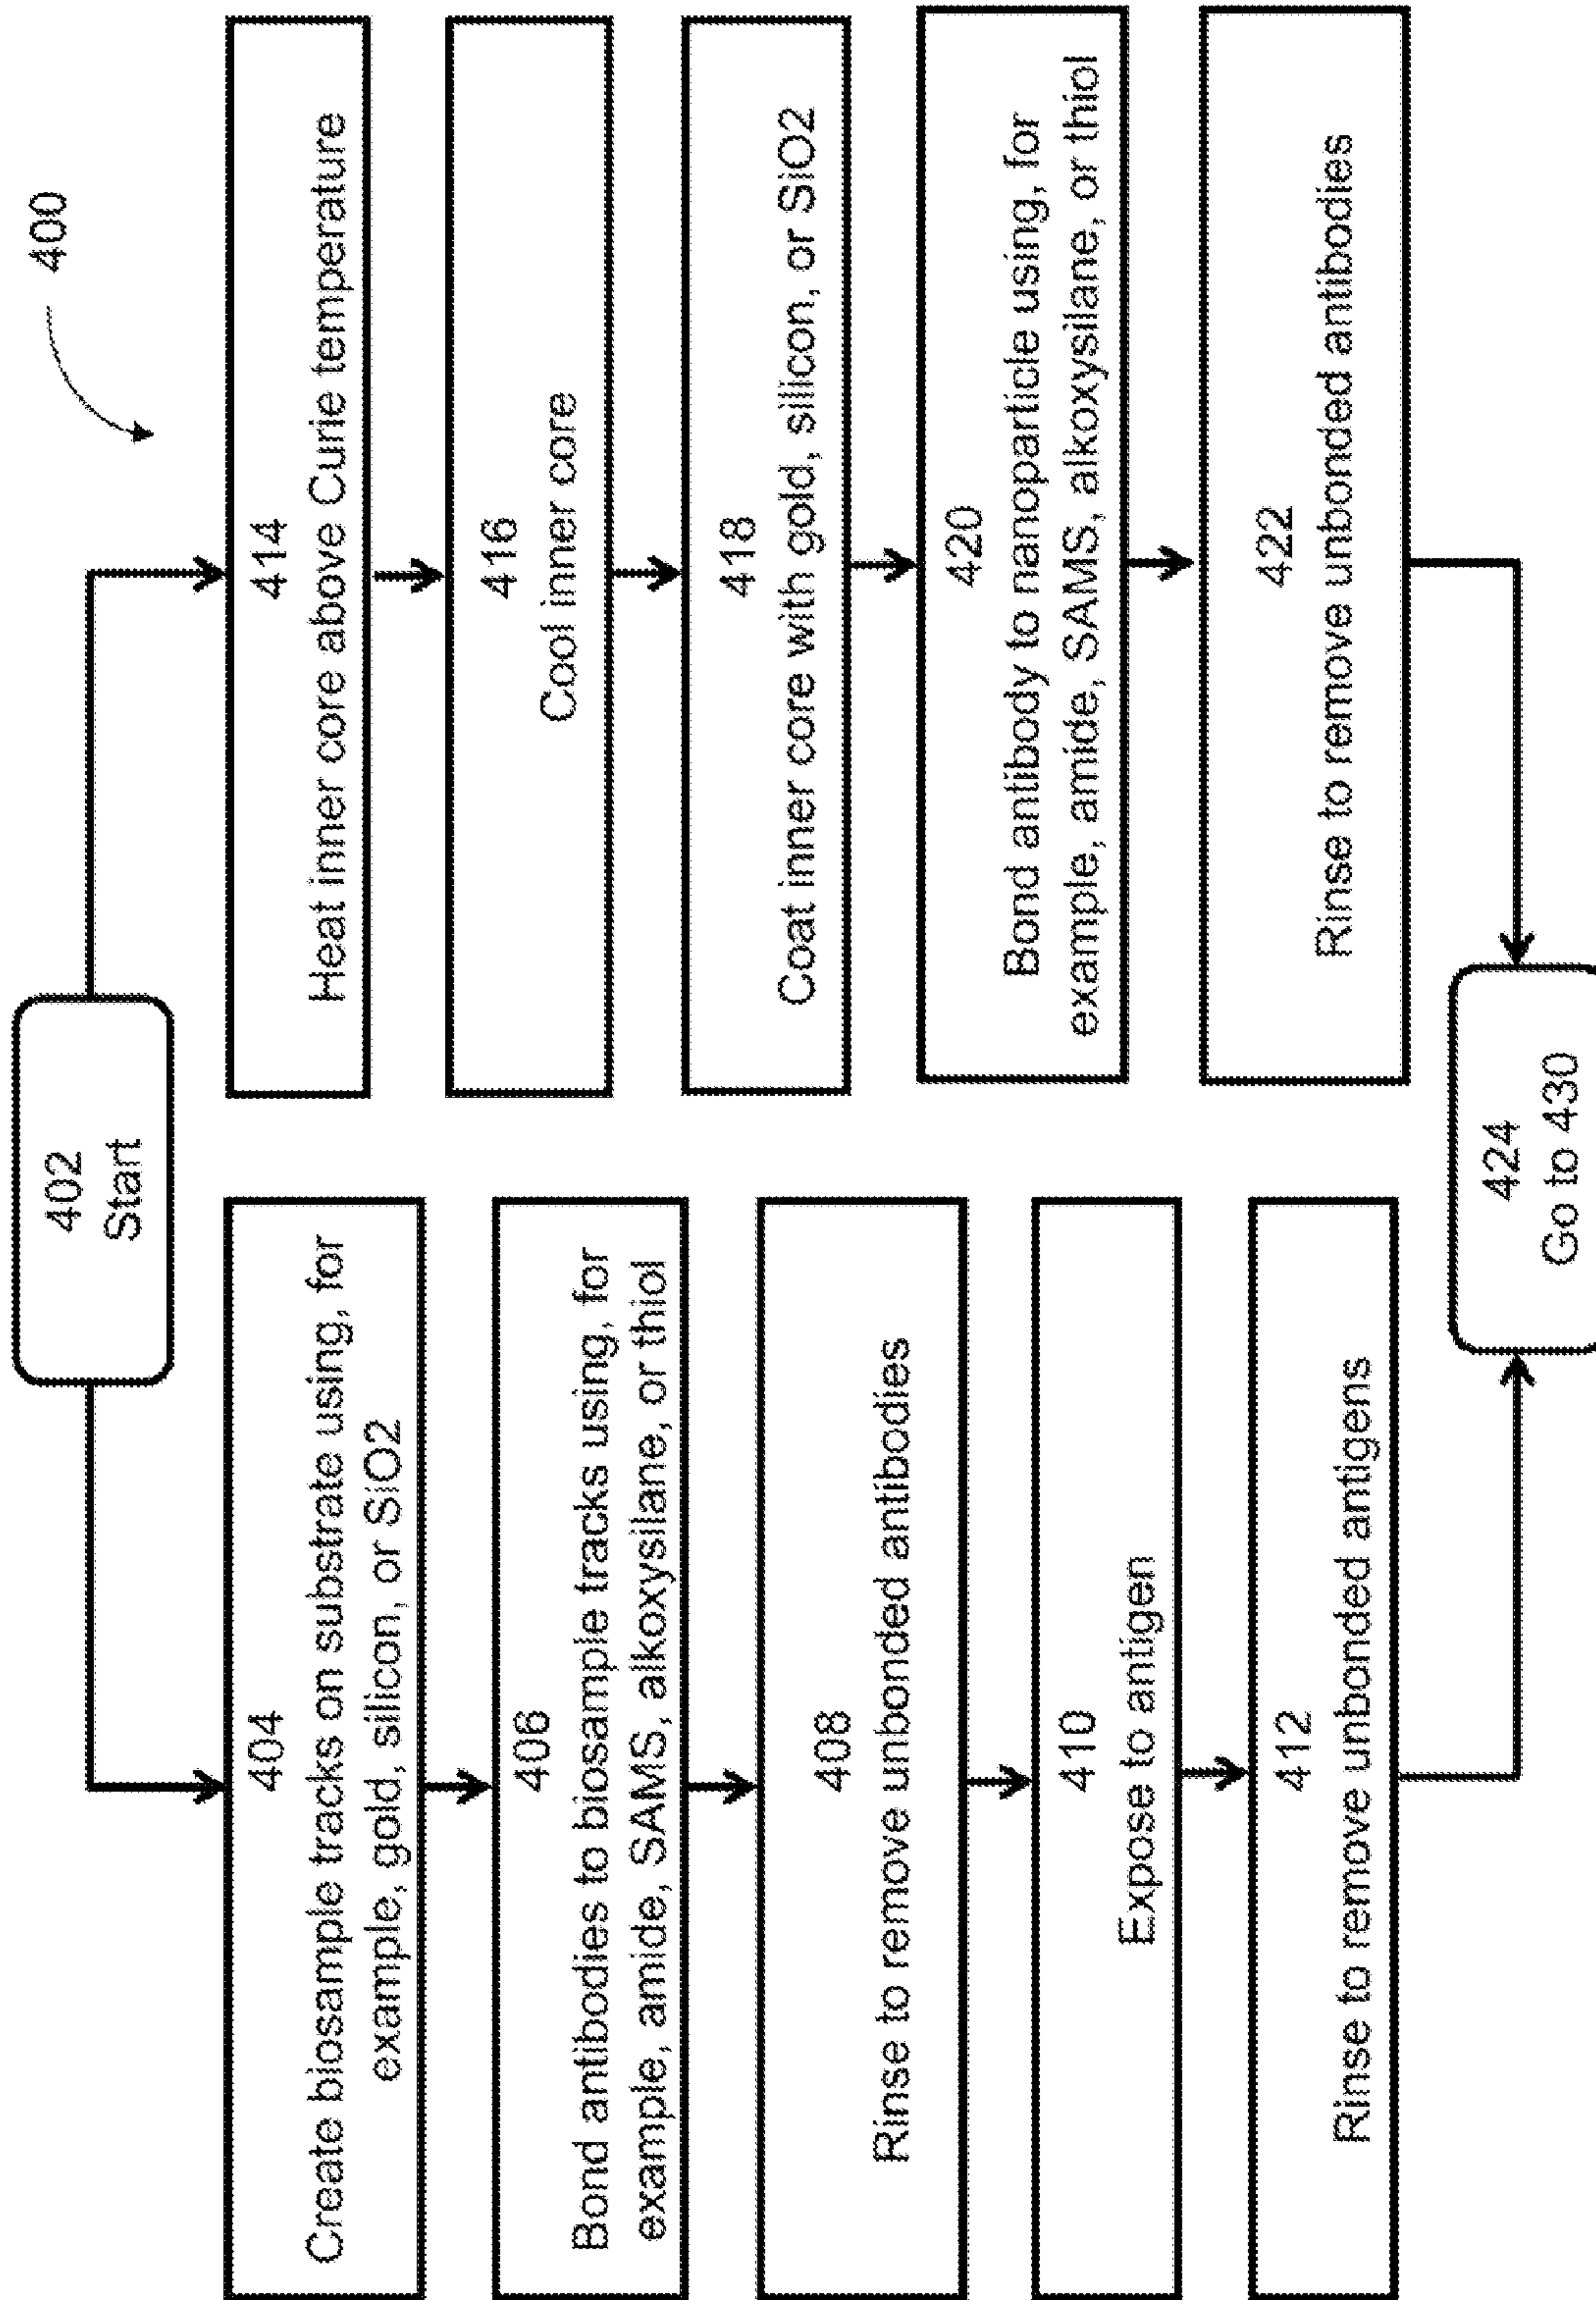 400
402
Start
404
Create biosample tracks on substrate using, for
example, gold, silicon, or SiO2
406
Bond antibodies to biosample tracks using, for
example, amide, SAMS, alkoxysilane, or thiol
408
Rinse to remove unbonded antibodies
410
Expose to antigen
412
Rinse to remove unbonded antigens
414
Heat inner core above Curie temperature
416
Cool inner core
418
Coat inner core with gold, silicon, or SiO2
420
Bond antibody to nanoparticle using, for
example, amide, SAMS, alkoxysilane, or thiol
422
Rinse to remove unbonded antibodies
424
Go to 430